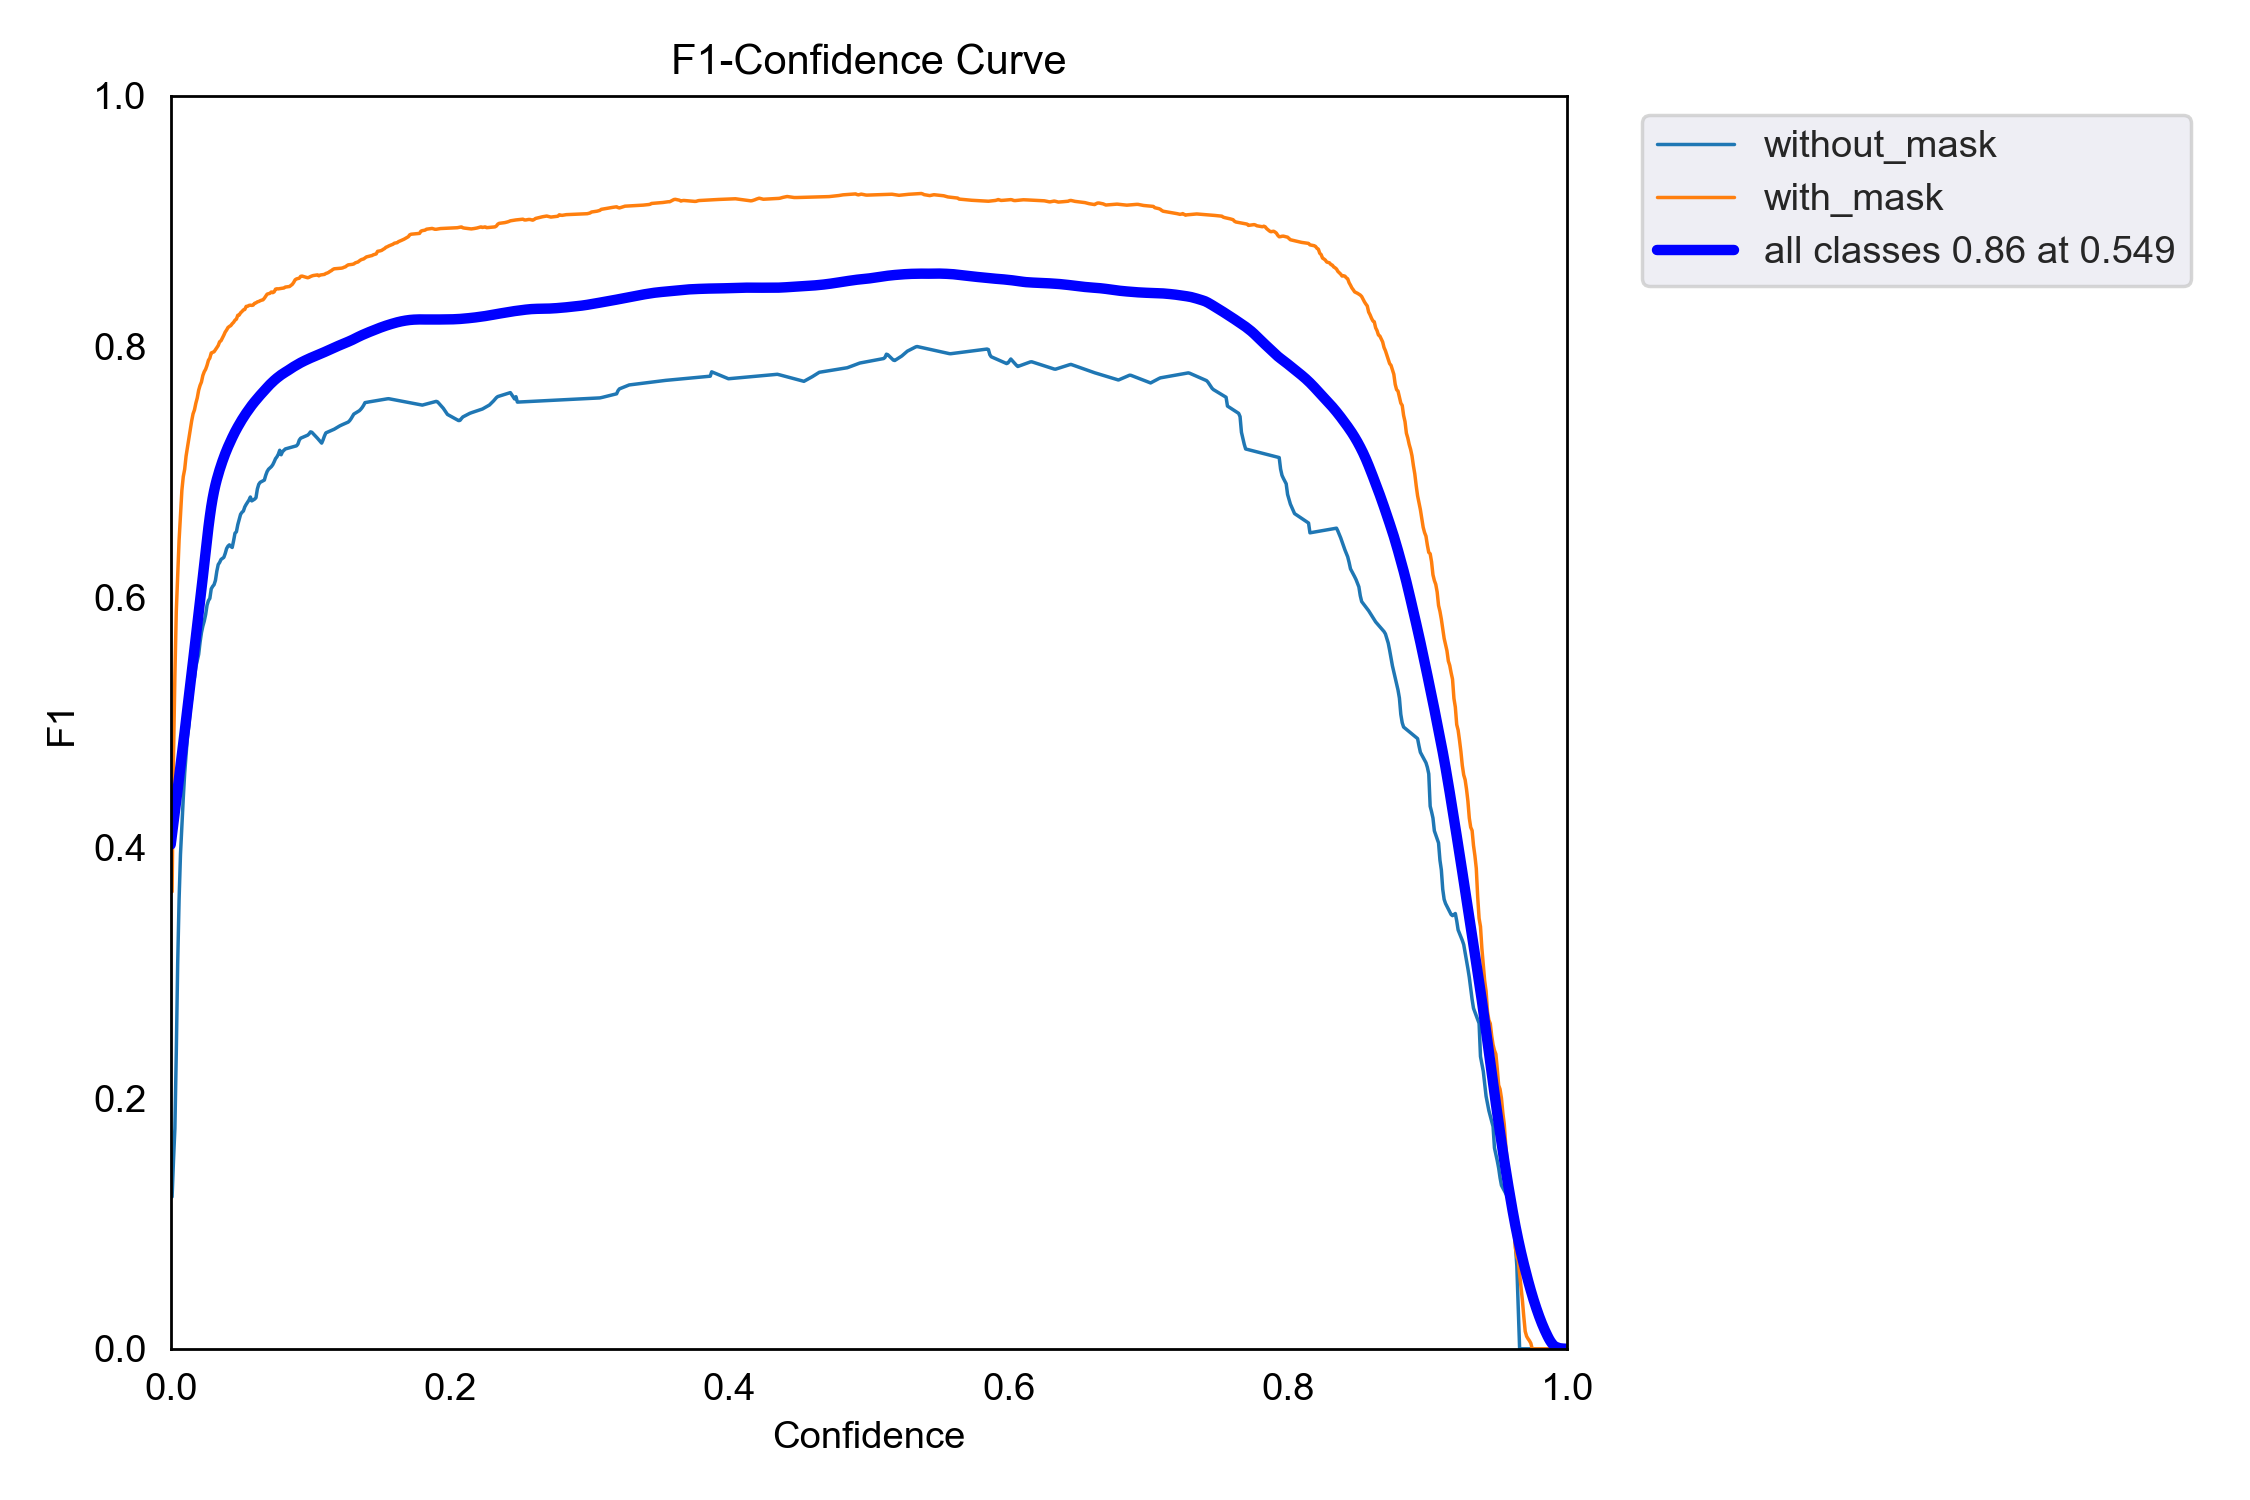 F1-Confidence Curve
1.0
0.8
0.6
0.4
0.2
0.0
F1
0.0 0.2 0.4 0.6 0.8 1.0
Confidence
without_mask
with_mask
all classes 0.86 at 0.549